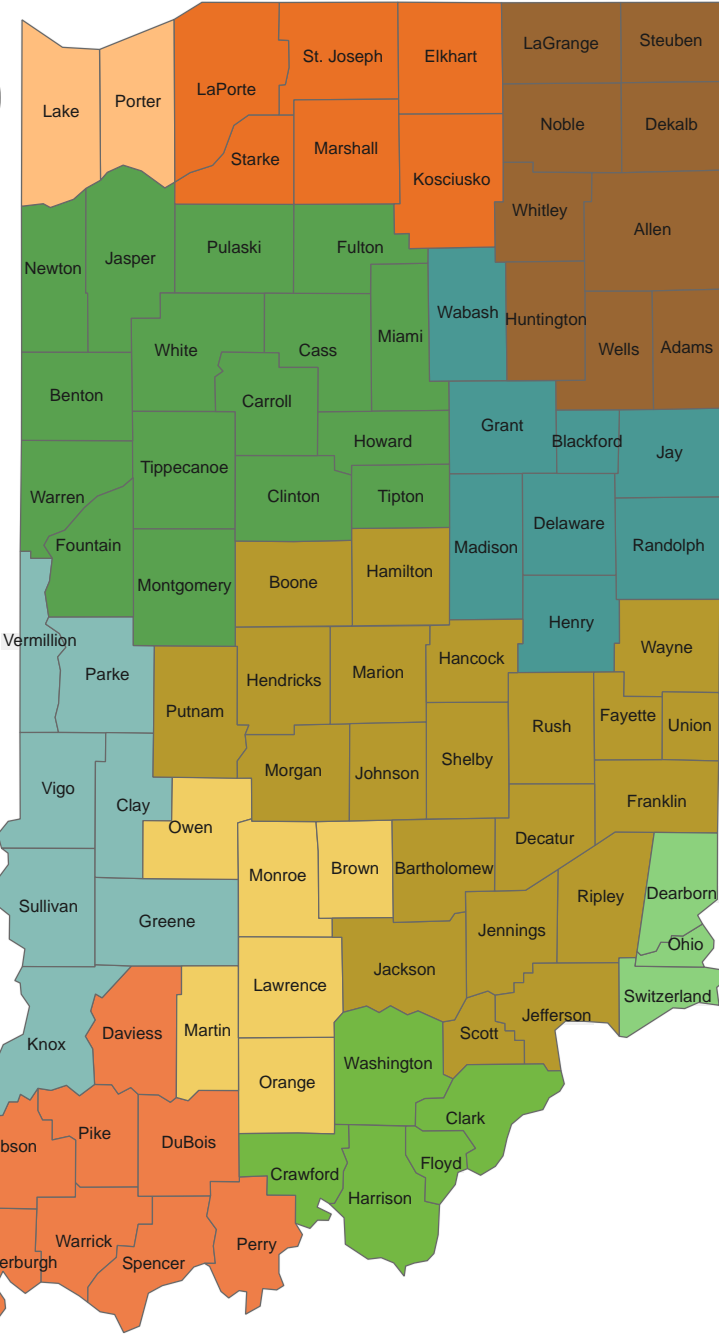 LaGrange
Steuben
St. Joseph
Elkhart
LaPorte
Porter
Lake
Noble
Dekalb
Marshall
Starke
Kosciusko
Whitley
Allen
Pulaski
Fulton
Jasper
Newton
Wabash
Huntington
Miami
White
Cass
Wells
Adams
Benton
Carroll
Grant
Blackford
Howard
Jay
Tippecanoe
Warren
Clinton
Tipton
Delaware
Fountain
Madison
Randolph
Hamilton
Boone
Montgomery
Henry
Vermillion
Wayne
Hancock
Parke
Marion
Hendricks
Putnam
Fayette
Rush
Union
Shelby
Morgan
Johnson
Vigo
Clay
Franklin
Owen
Decatur
Brown
Bartholomew
Monroe
Ripley
Dearborn
Sullivan
Greene
Jennings
Ohio
Jackson
Lawrence
Switzerland
Jefferson
Martin
Daviess
Scott
Knox
Washington
Orange
Clark
Pike
DuBois
bson
Floyd
Crawford
Harrison
Warrick
Perry
erburgh
Spencer